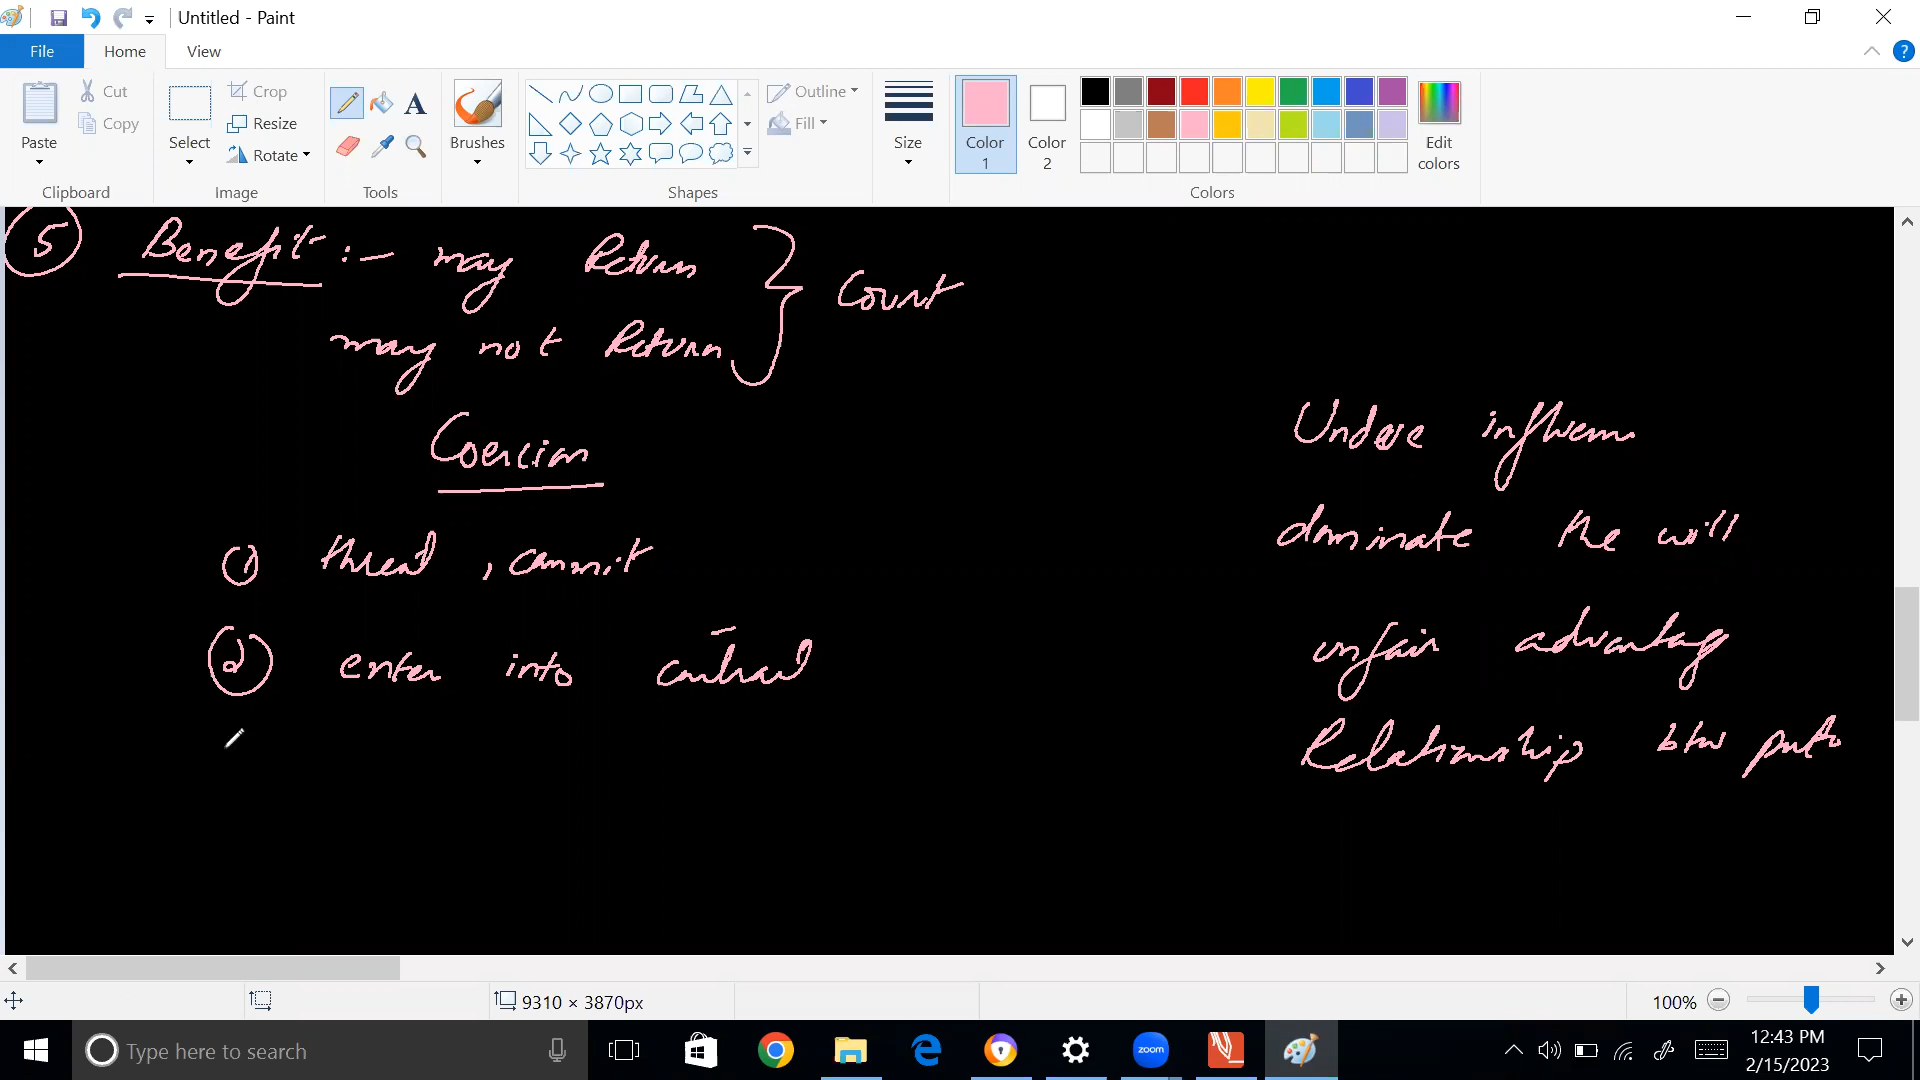 Untitled - Paint
File Home View
Paste Cut Copy Clipboard
Select Crop Resize Rotate Image
Tools
Brushes
Shapes Outline Fill
Size
Color 1 Color 2
Edit colors
Colors
5 Benefit :- may Return
may not Return
Count
Coercion
1 threat, commit
2 enter into contract
Undue influence
dominate the will
unfair advantage
Relationship btw
9310 × 3870px
100%
Type here to search
zoom
12:43 PM
2/15/2023